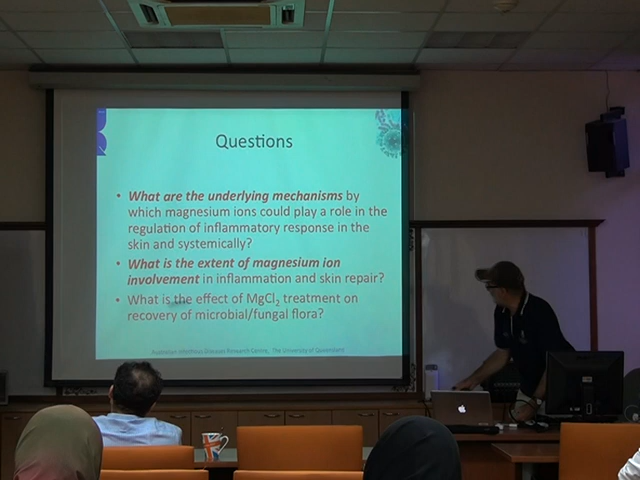 Questions
• What are the underlying mechanisms by
which magnesium ions could play a role in the
regulation of inflammatory response in the
skin and systemically?
• What is the extent of magnesium ion
involvement in inflammation and skin repair?
• What is the effect of MgCl₂ treatment on
recovery of microbial/fungal flora?
Australian Infectious Diseases Research Centre, The University of Queensland